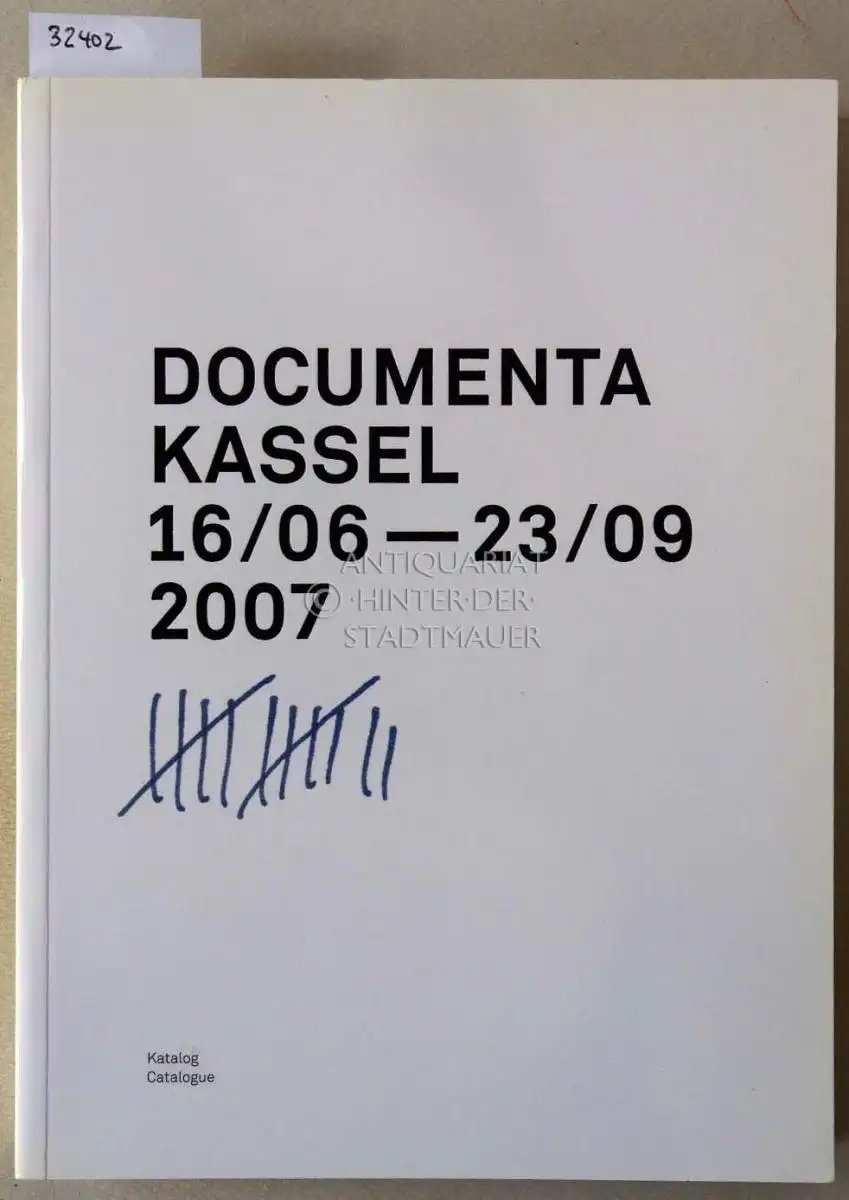 32402
DOCUMENTA
KASSEL
16/06 — 23/09
2007
ANTIQUARIAT
© ·HINTER·DER·
STADTMAUER
Katalog
Catalogue